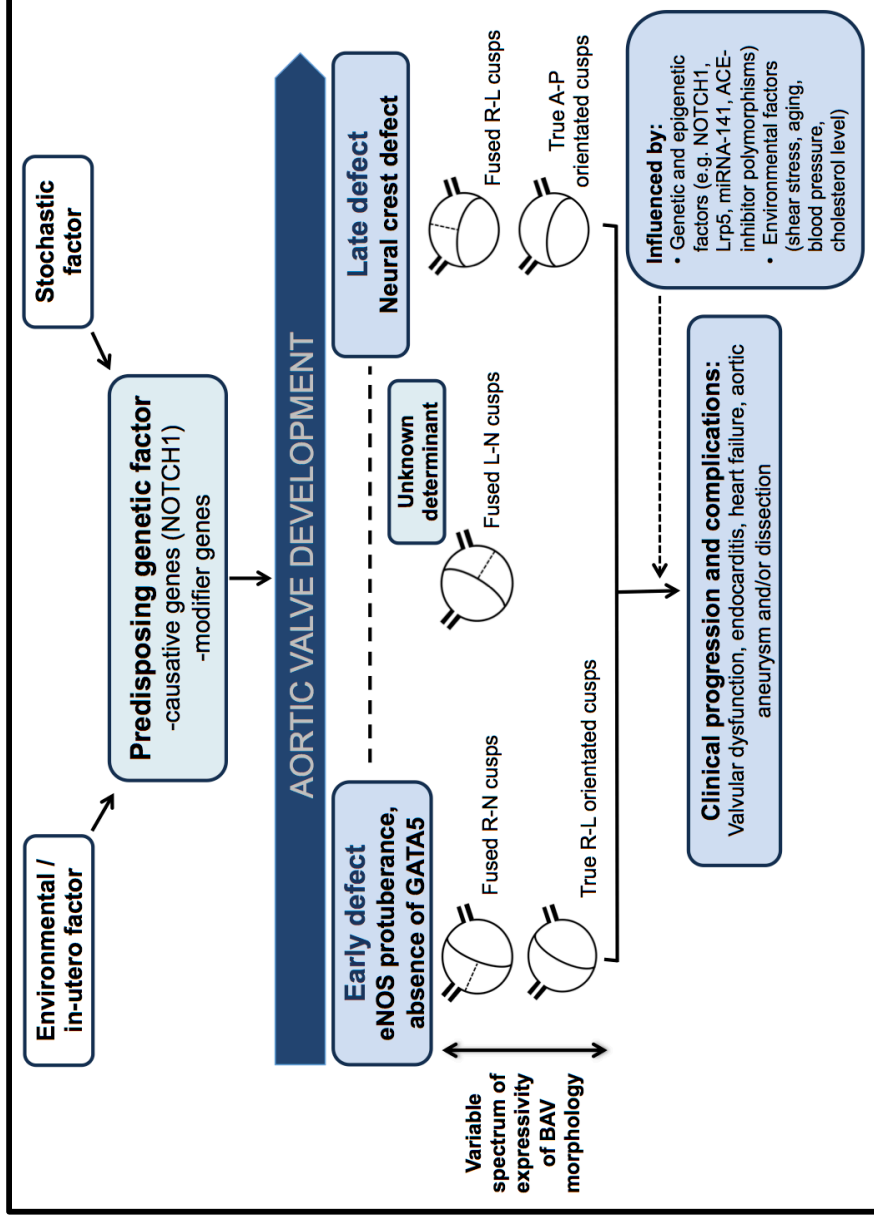 Environmental /
in-utero factor
Stochastic
factor
Predisposing genetic factor
-causative genes (NOTCH1)
-modifier genes
AORTIC VALVE DEVELOPMENT
Early defect
eNOS protuberance,
absence of GATA5
Late defect
Neural crest defect
Unknown
determinant
Variable
spectrum of
expressivity
of BAV
morphology
Fused R-N cusps
Fused L-N cusps
Fused R-L cusps
True R-L orientated cusps
True A-P
orientated cusps
Clinical progression and complications:
Valvular dysfunction, endocarditis, heart failure, aortic
aneurysm and/or dissection
Influenced by:
• Genetic and epigenetic
factors (e.g. NOTCH1,
Lrp5, miRNA-141, ACE-
inhibitor polymorphisms)
• Environmental factors
(shear stress, aging,
blood pressure,
cholesterol level)